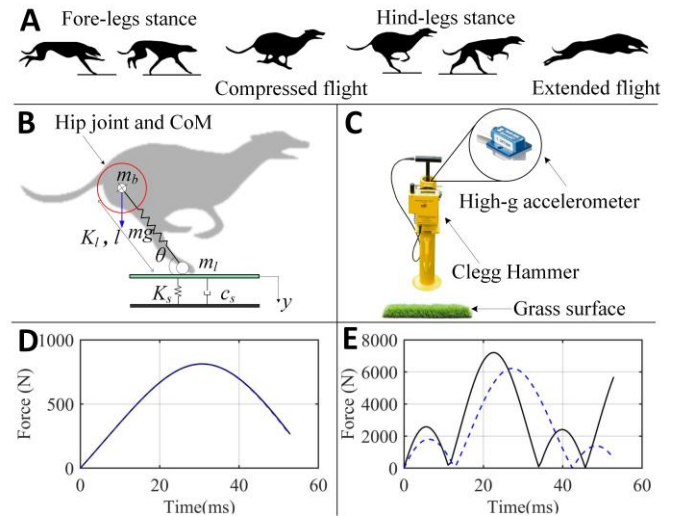 A
Fore-legs stance
Hind-legs stance
Compressed flight
Extended flight
B
Hip joint and CoM
m_b
K_l , l
mg
θ
m_l
K_s
c_s
y
C
High-g accelerometer
Clegg Hammer
Grass surface
D
1000
500
0
Force (N)
0 20 40 60
Time(ms)
E
8000
6000
4000
2000
0
Force (N)
0 20 40 60
Time(ms)